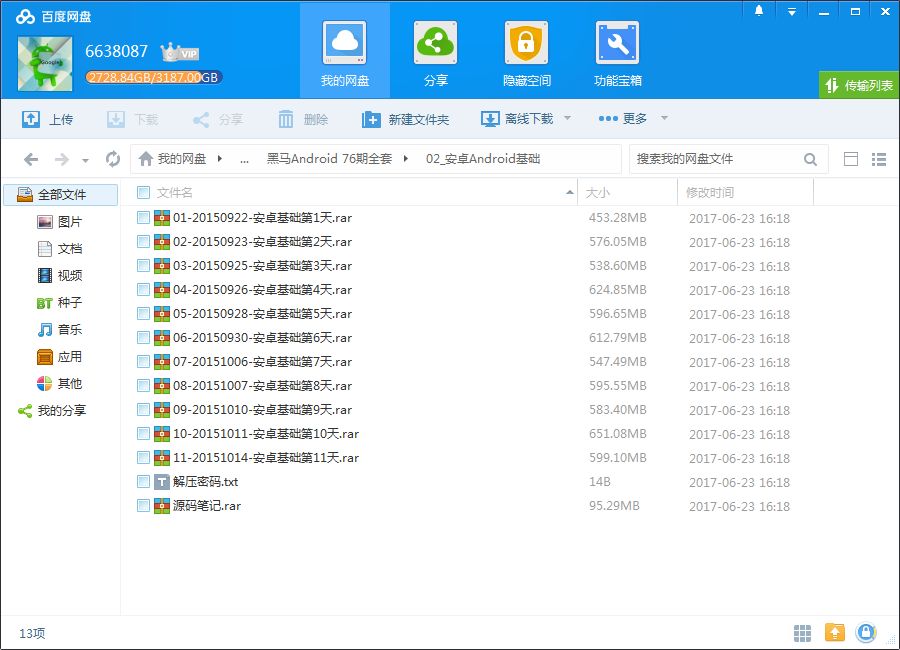 百度网盘
6638087 VIP
2728.84GB/3187.00GB
我的网盘 分享 隐藏空间 功能宝箱
传输列表
上传 下载 分享 删除 新建文件夹 离线下载 更多
我的网盘 ... 黑马Android 76期全套 02_安卓Android基础 搜索我的网盘文件
全部文件
图片
文档
视频
BT 种子
音乐
应用
其他
我的分享
文件名 大小 修改时间
01-20150922-安卓基础第1天.rar 453.28MB 2017-06-23 16:18
02-20150923-安卓基础第2天.rar 576.05MB 2017-06-23 16:18
03-20150925-安卓基础第3天.rar 538.60MB 2017-06-23 16:18
04-20150926-安卓基础第4天.rar 624.85MB 2017-06-23 16:18
05-20150928-安卓基础第5天.rar 596.65MB 2017-06-23 16:18
06-20150930-安卓基础第6天.rar 612.79MB 2017-06-23 16:18
07-20151006-安卓基础第7天.rar 547.49MB 2017-06-23 16:18
08-20151007-安卓基础第8天.rar 595.55MB 2017-06-23 16:18
09-20151010-安卓基础第9天.rar 583.40MB 2017-06-23 16:18
10-20151011-安卓基础第10天.rar 651.08MB 2017-06-23 16:18
11-20151014-安卓基础第11天.rar 599.10MB 2017-06-23 16:18
T 解压密码.txt 14B 2017-06-23 16:18
源码笔记.rar 95.29MB 2017-06-23 16:18
13项